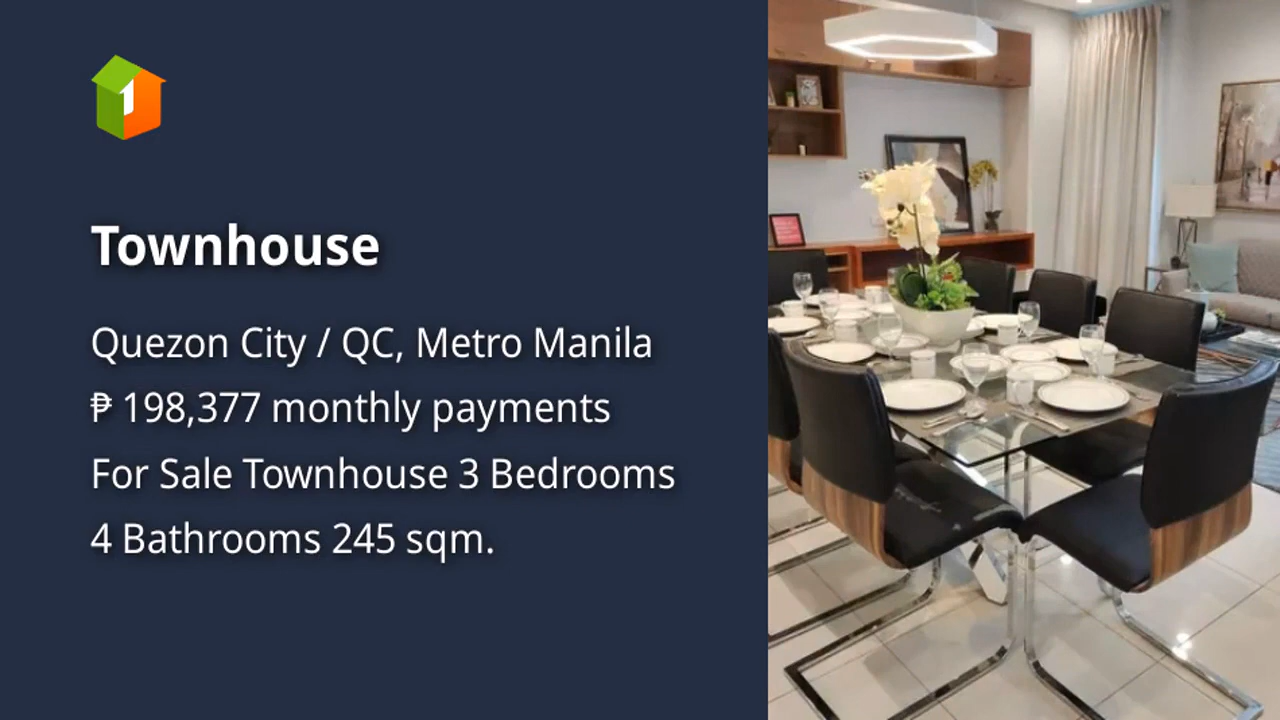 Townhouse
Quezon City / QC, Metro Manila
₱ 198,377 monthly payments
For Sale Townhouse 3 Bedrooms
4 Bathrooms 245 sqm.